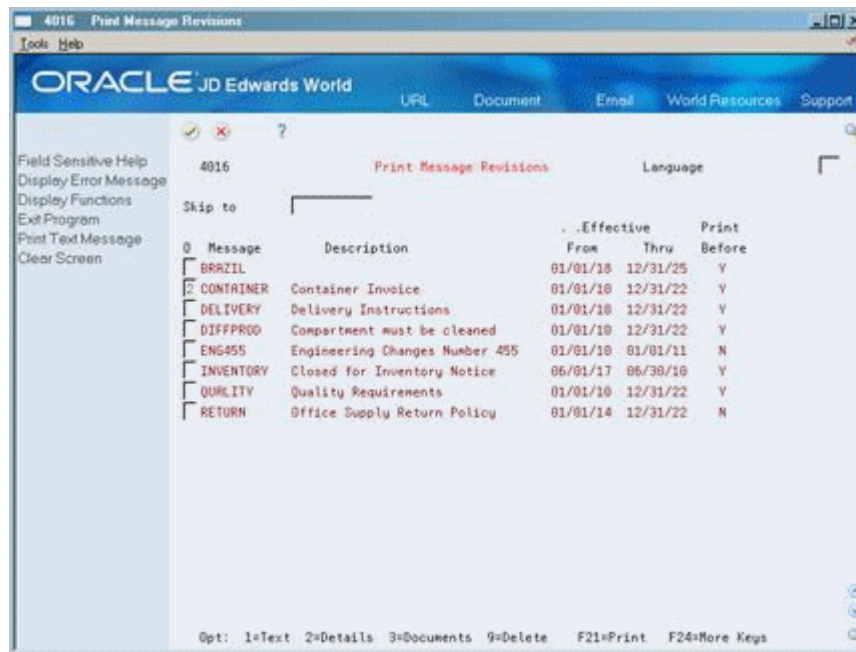 4016 Print Message Revisions
Tools Help
ORACLE JD Edwards World
URL Document Email World Resources Support
Field Sensitive Help
Display Error Message
Display Functions
Exit Program
Print Text Message
Clear Screen
?
4016 Print Message Revisions Language
Skip to
. .Effective Print
O Message Description From Thru Before
BRAZIL 01/01/18 12/31/25 Y
2 CONTAINER Container Invoice 01/01/10 12/31/22 Y
DELIVERY Delivery Instructions 01/01/10 12/31/22 Y
DIFFPROD Compartment must be cleaned 01/01/10 12/31/22 Y
ENG455 Engineering Changes Number 455 01/01/10 01/01/11 N
INVENTORY Closed for Inventory Notice 06/01/17 06/30/18 Y
QUALITY Quality Requirements 01/01/10 12/31/22 Y
RETURN Office Supply Return Policy 01/01/14 12/31/22 N
Opt: 1=Text 2=Details 3=Documents 9=Delete F21=Print F24=More Keys